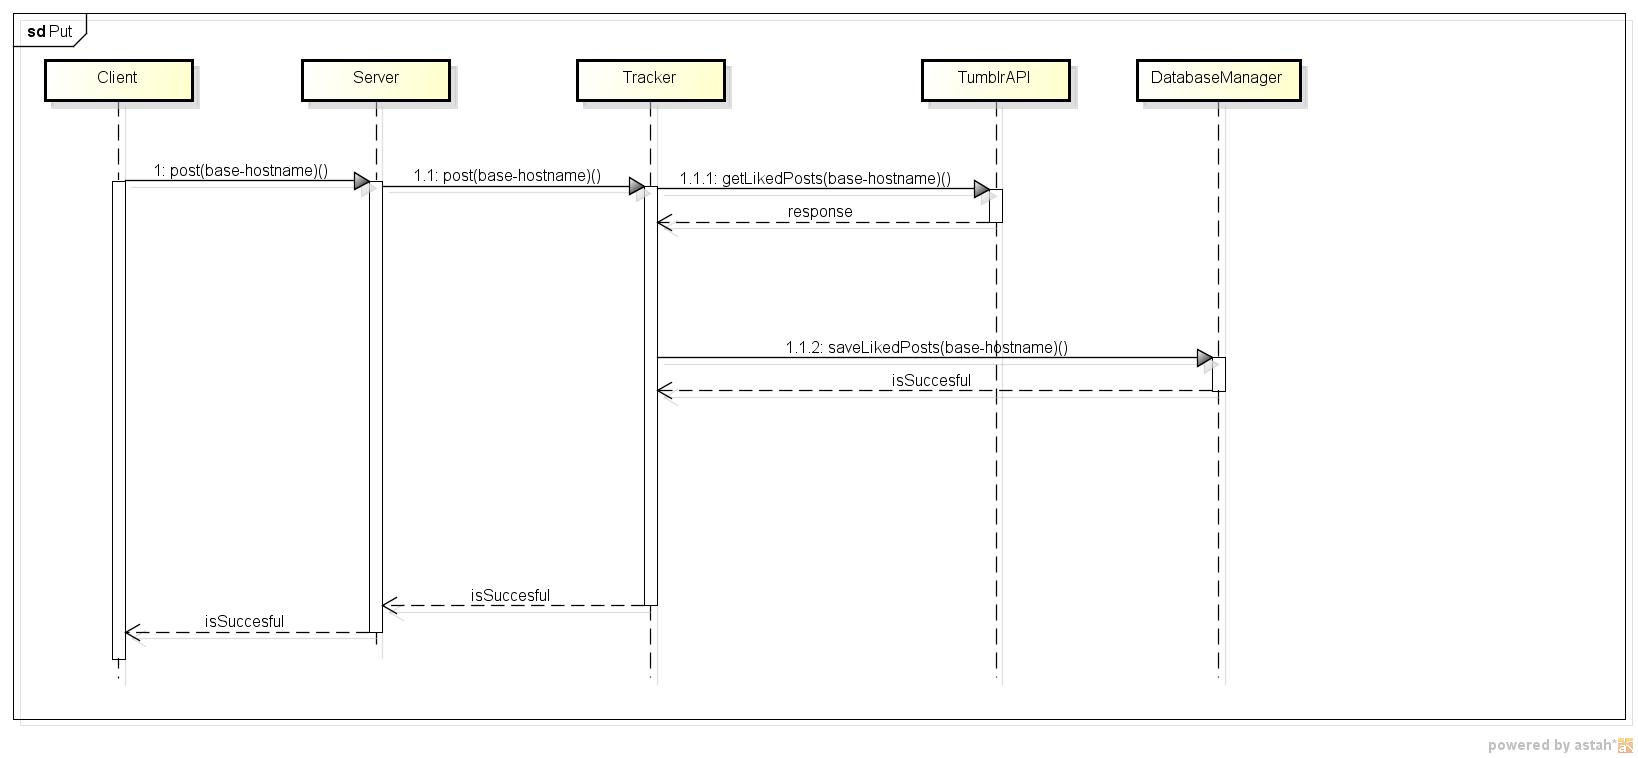 sd Put
Client
Server
Tracker
TumblrAPI
DatabaseManager
1: post(base-hostname)()
1.1: post(base-hostname)()
1.1.1: getLikedPosts(base-hostname)()
response
1.1.2: saveLikedPosts(base-hostname)()
isSuccesful
isSuccesful
isSuccesful
powered by astah*